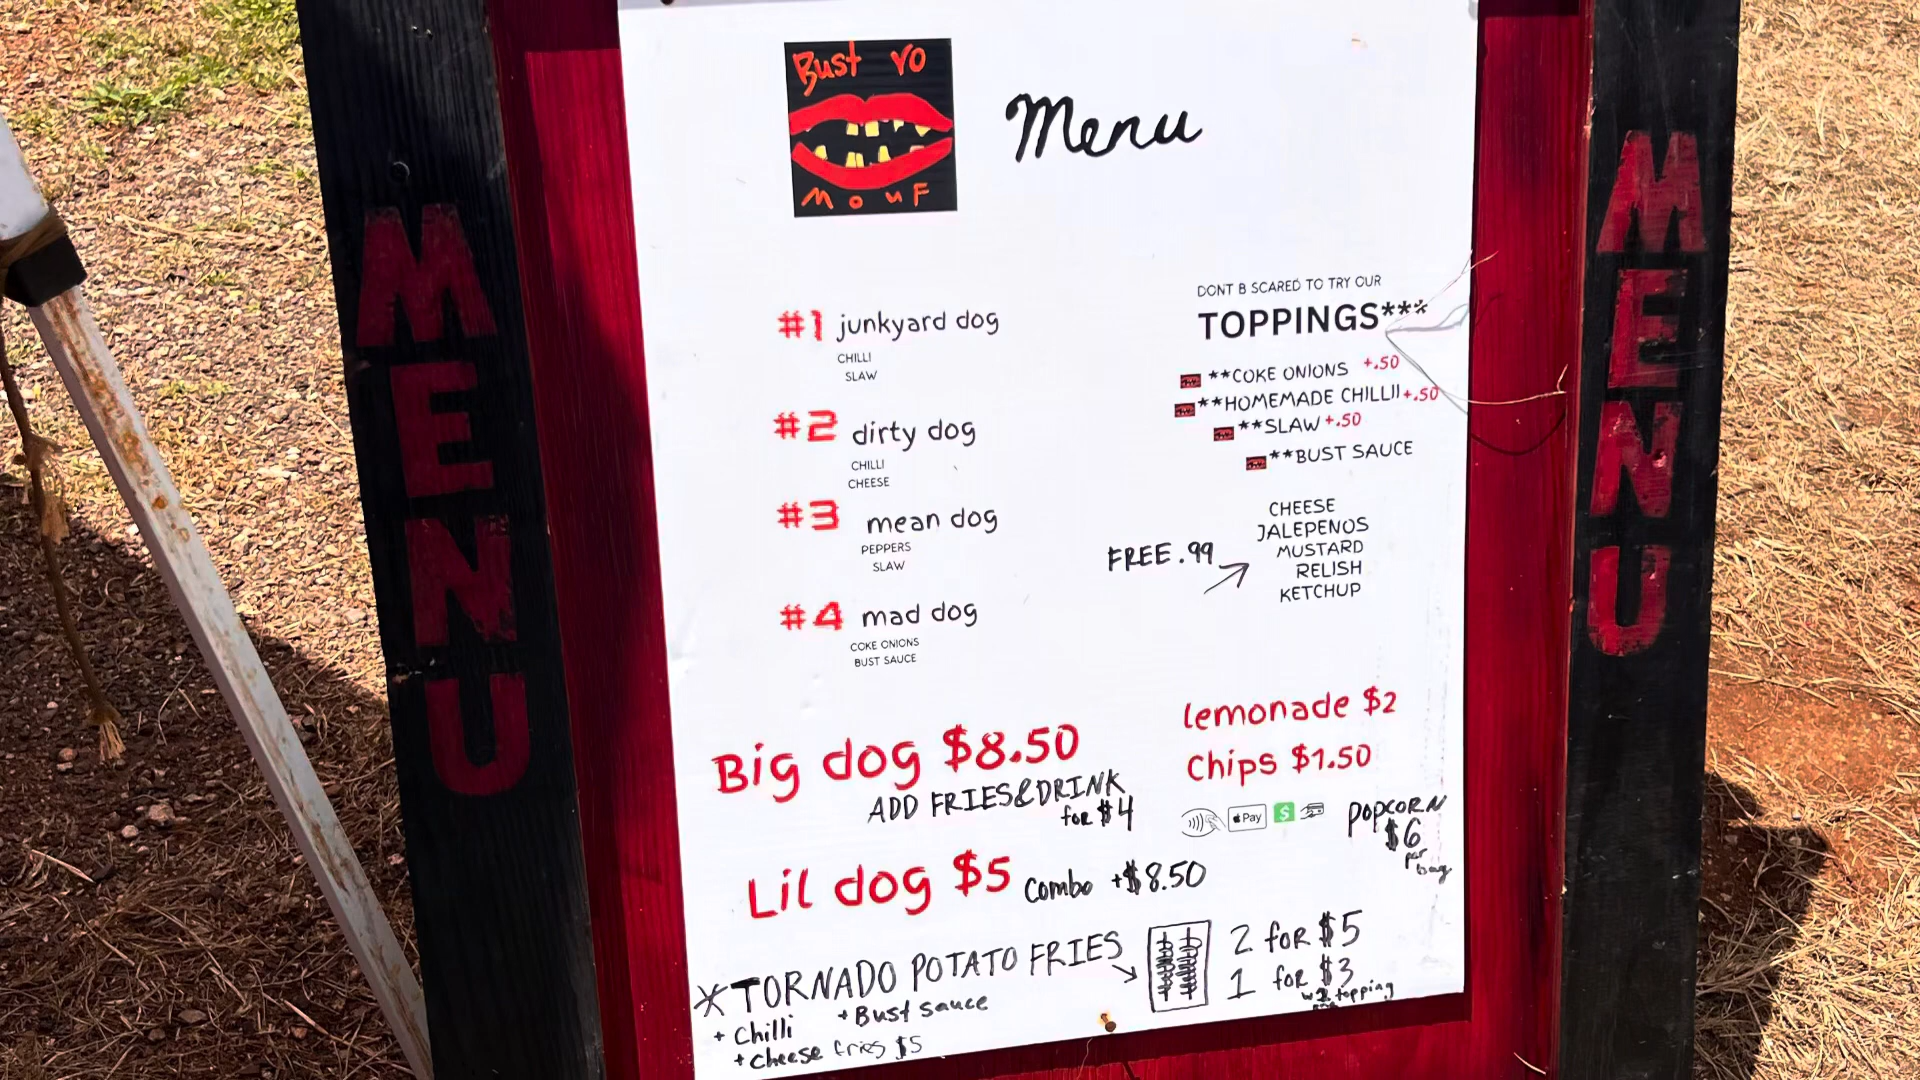 MENU
Bust yo
Mouf
Menu
#1 junkyard dog
CHILLI
SLAW
#2 dirty dog
CHILLI
CHEESE
#3 mean dog
PEPPERS
SLAW
#4 mad dog
COKE ONIONS
BUST SAUCE
DONT B SCARED TO TRY OUR
TOPPINGS***
**COKE ONIONS +.50
**HOMEMADE CHILLII +.50
**SLAW +.50
**BUST SAUCE
CHEESE
JALEPENOS
MUSTARD
RELISH
KETCHUP
FREE .99
Big dog $8.50
ADD FRIES&DRINK
for $4
Lil dog $5 Combo +$8.50
lemonade $2
Chips $1.50
Pay
$
POPCORN
$6
per
bag
*TORNADO POTATO FRIES
+ Chilli + Bust sauce
+ cheese fries $5
2 for $5
1 for $3
topping
MENU